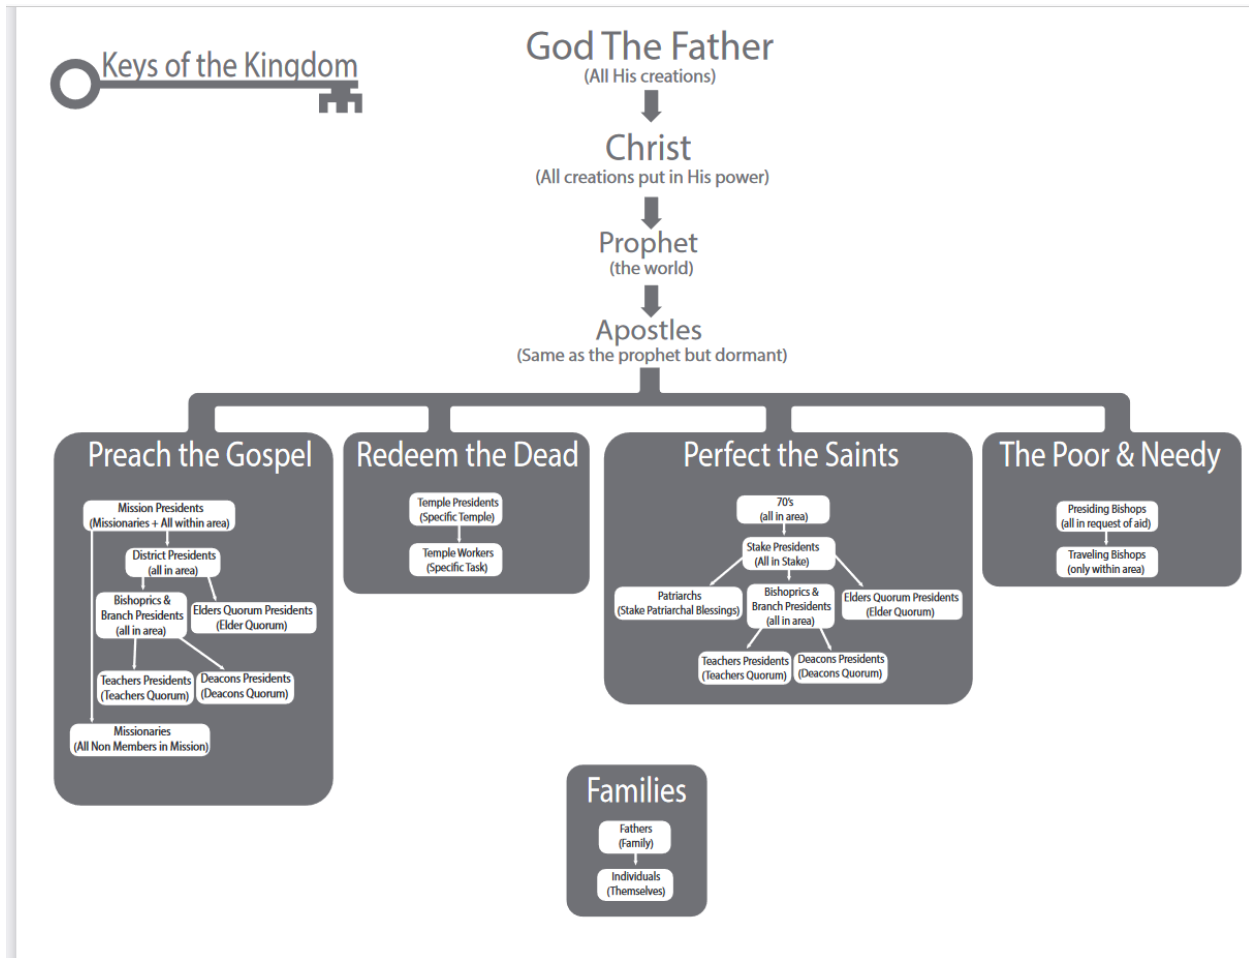 Keys of the Kingdom
God The Father
(All His creations)
Christ
(All creations put in His power)
Prophet
(the world)
Apostles
(Same as the prophet but dormant)
Preach the Gospel
Mission Presidents
(Missionaries + All within area)
District Presidents
(all in area)
Bishoprics &
Branch Presidents
(all in area)
Elders Quorum Presidents
(Elder Quorum)
Teachers Presidents
(Teachers Quorum)
Deacons Presidents
(Deacons Quorum)
Missionaries
(All Non Members in Mission)
Redeem the Dead
Temple Presidents
(Specific Temple)
Temple Workers
(Specific Task)
Perfect the Saints
70's
(all in area)
Stake Presidents
(All in Stake)
Patriarchs
(Stake Patriarchal Blessings)
Bishoprics &
Branch Presidents
(all in area)
Elders Quorum Presidents
(Elder Quorum)
Teachers Presidents
(Teachers Quorum)
Deacons Presidents
(Deacons Quorum)
The Poor & Needy
Presiding Bishops
(all in request of aid)
Traveling Bishops
(only within area)
Families
Fathers
(Family)
Individuals
(Themselves)